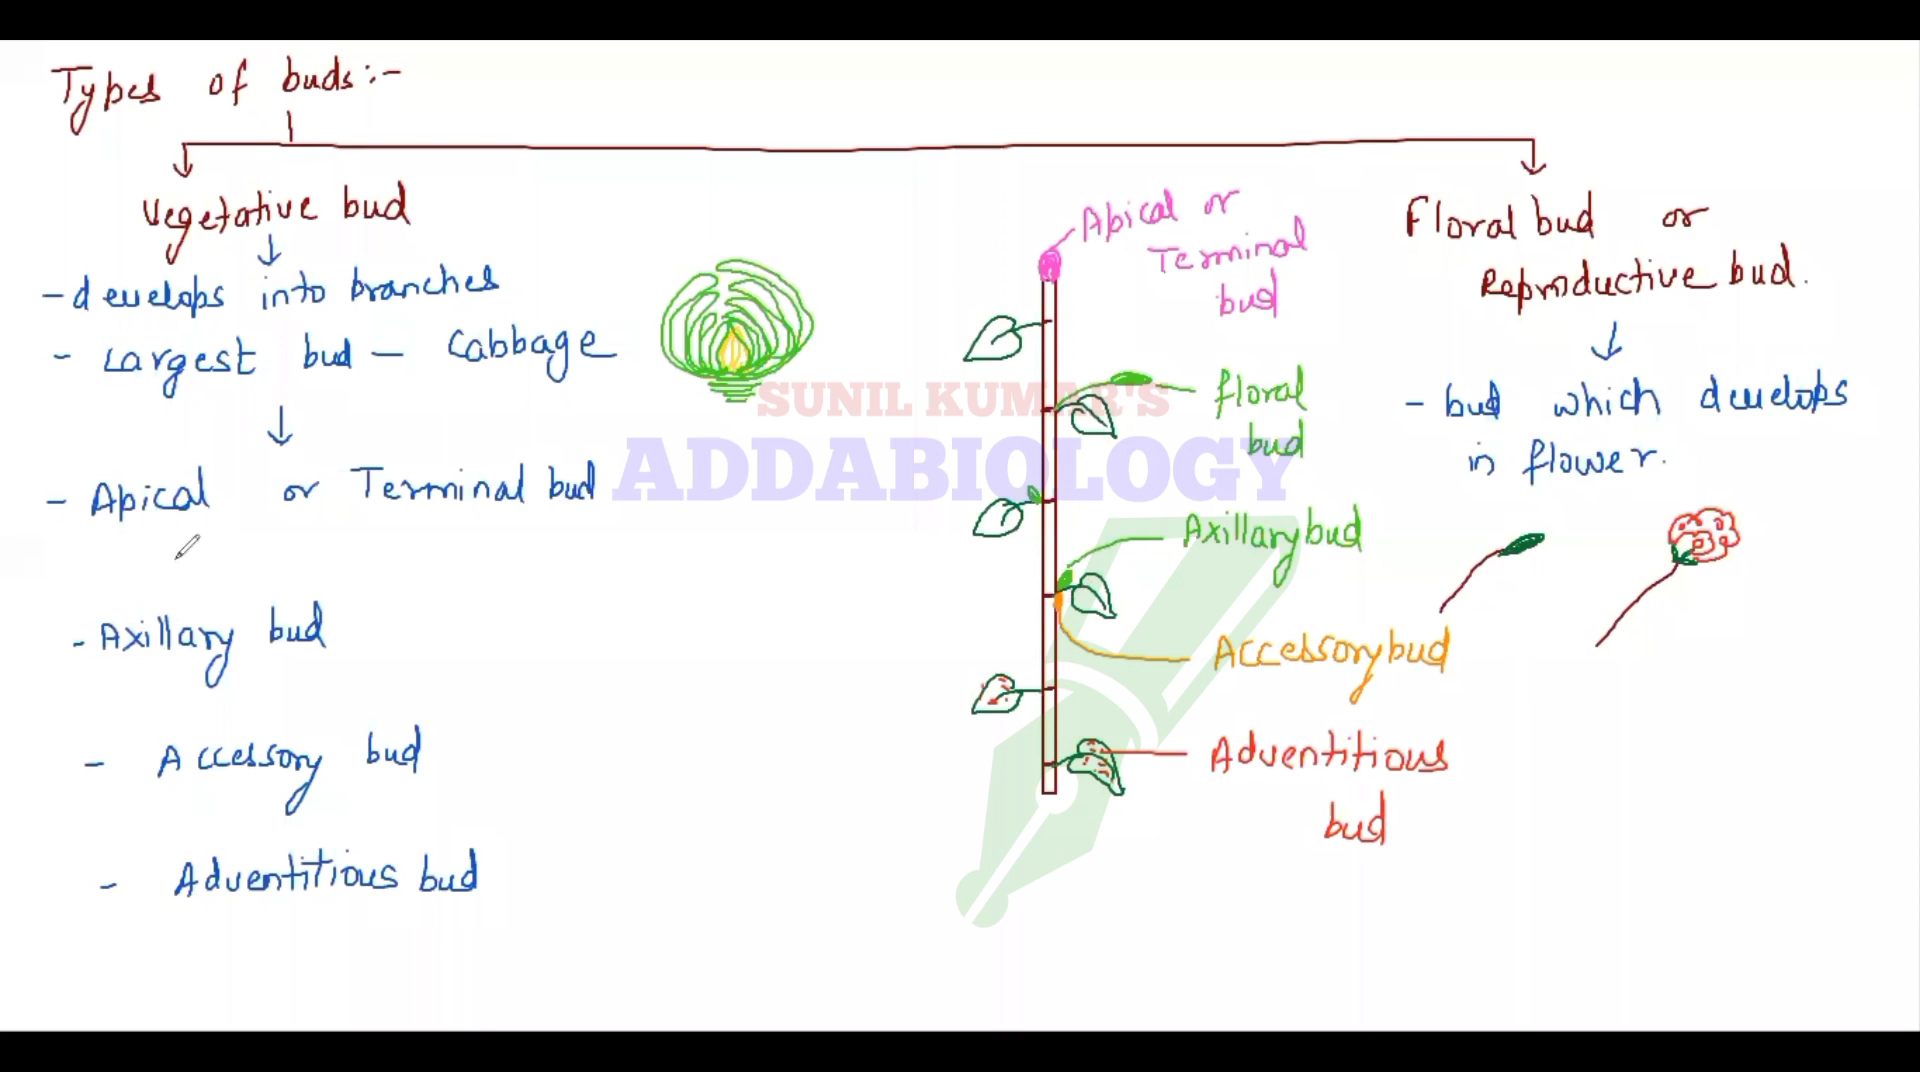 Types of buds:-
Vegetative bud
- develops into branches
- Largest bud - Cabbage
- Apical or Terminal bud
- Axillary bud
- Accessory bud
- Adventitious bud
Apical or
Terminal
bud
floral
bud
Axillary bud
Accessory bud
Adventitious
bud
Floral bud or
Reproductive bud.
- bud which develops
in flower.
SUNIL KUMAR'S
ADDABIOLOGY